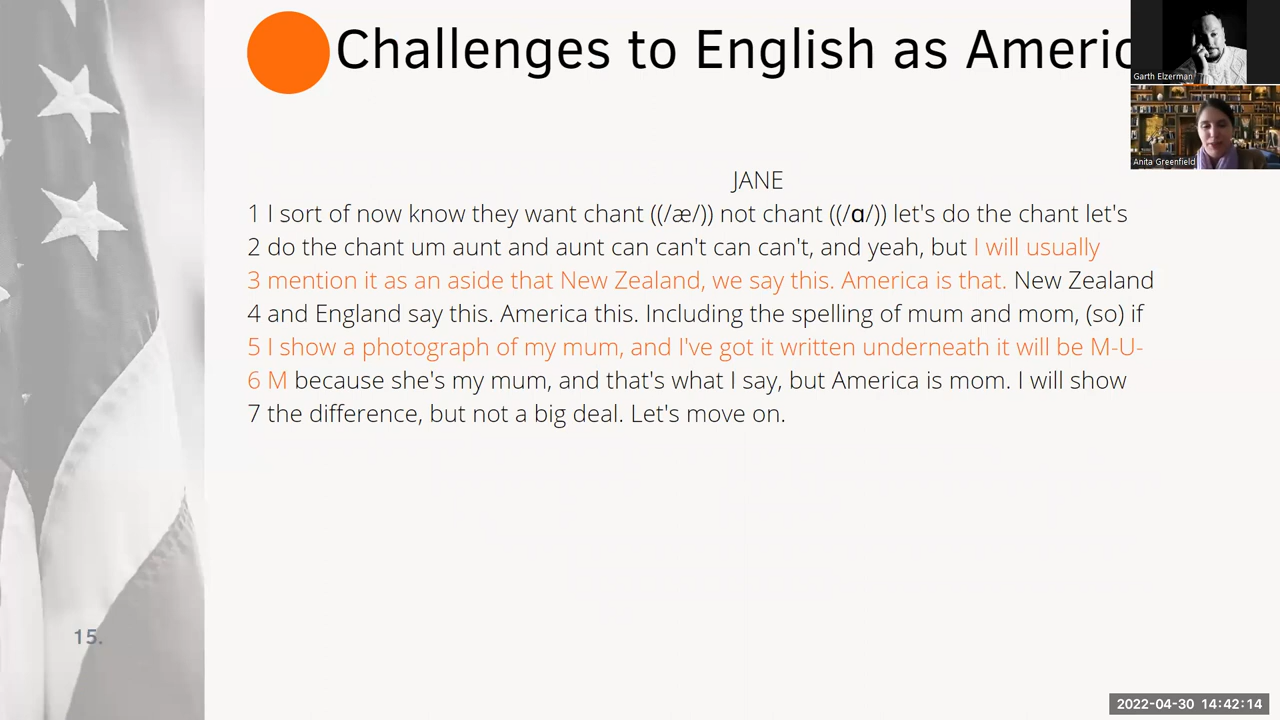 Challenges to English as Americ
Garth Elzerman
Anita Greenfield
JANE
1 I sort of now know they want chant ((/æ/)) not chant ((/ɑ/)) let's do the chant let's
2 do the chant um aunt and aunt can can't can can't, and yeah, but I will usually
3 mention it as an aside that New Zealand, we say this. America is that. New Zealand
4 and England say this. America this. Including the spelling of mum and mom, (so) if
5 I show a photograph of my mum, and I've got it written underneath it will be M-U-
6 M because she's my mum, and that's what I say, but America is mom. I will show
7 the difference, but not a big deal. Let's move on.
15.
2022-04-30 14:42:14